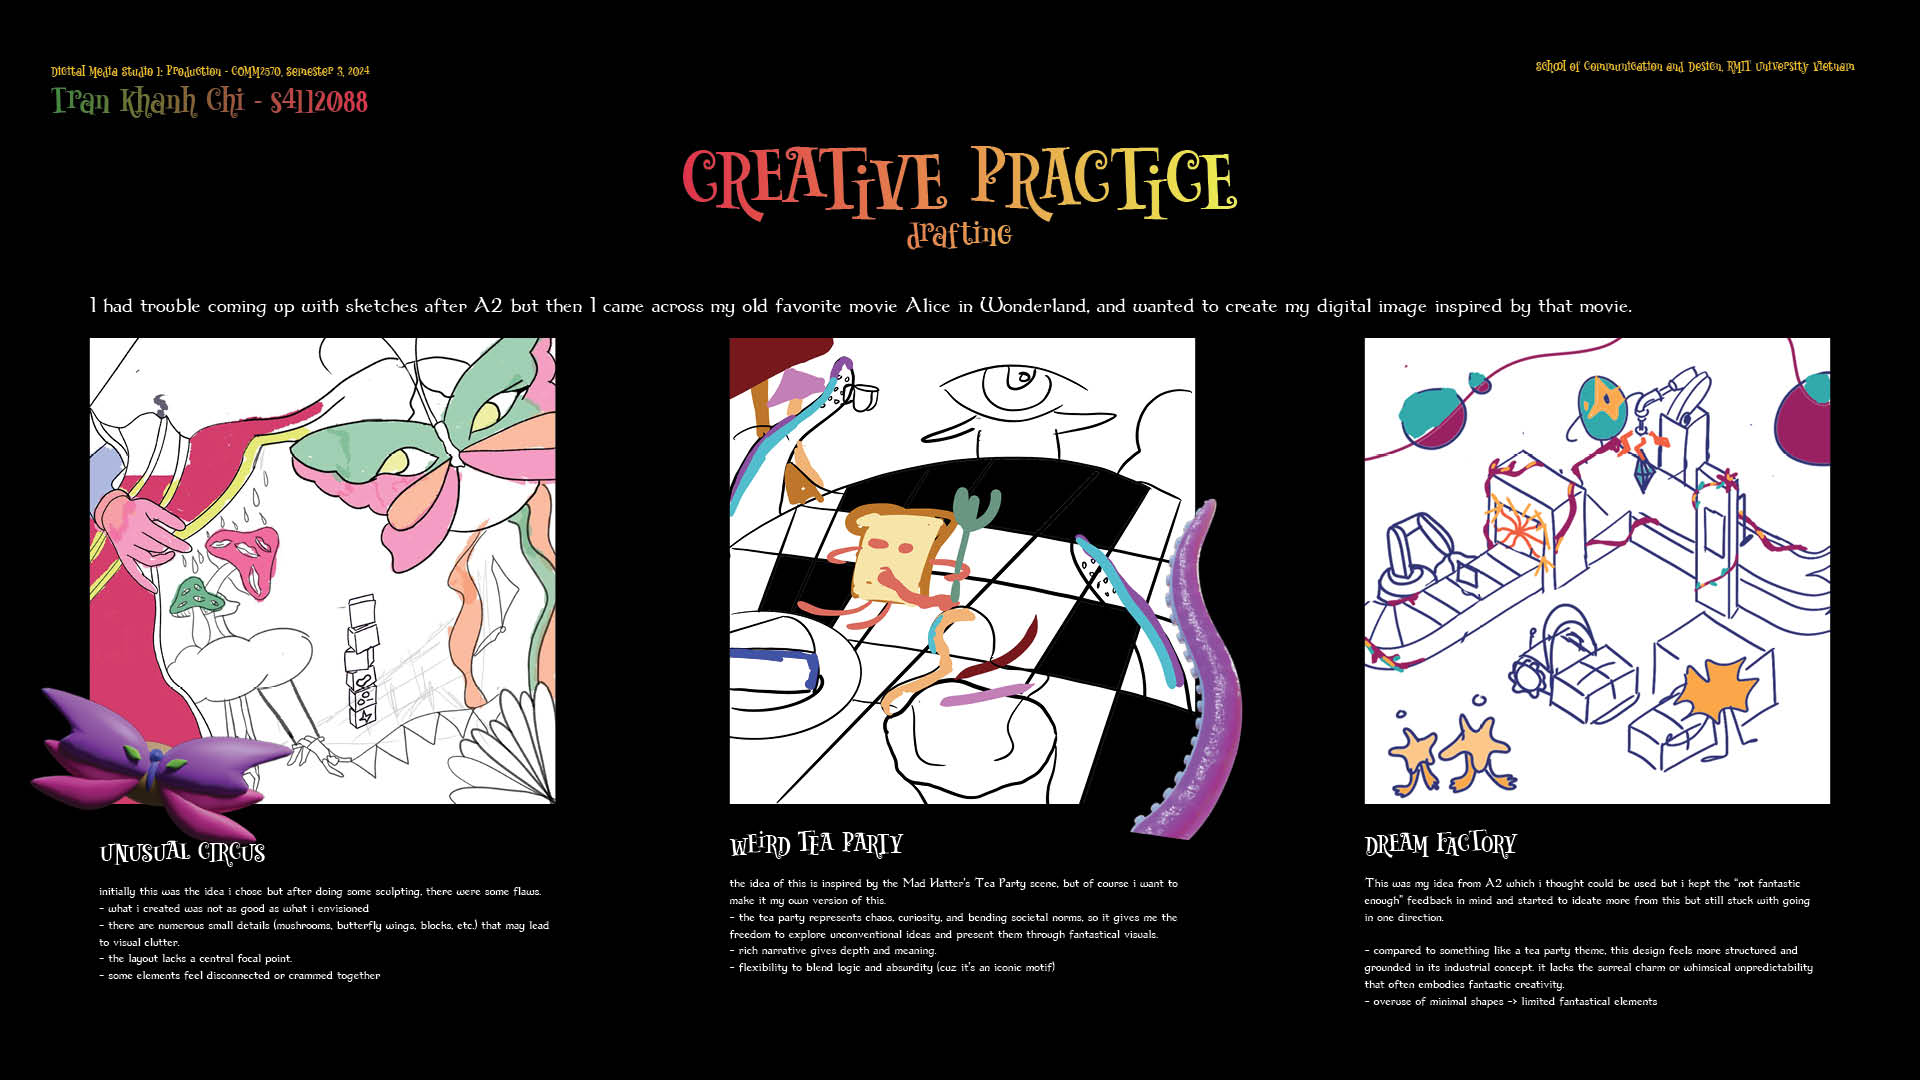 Digital Media Studio 1: Production - COMM2570, Semester 3, 2024
Tran Khanh Chi - S4112088
School of Communication and Design, RMIT University Vietnam
CREATiVE PRACTiCE
drafting
I had trouble coming up with sketches after A2 but then I came across my old favorite movie Alice in Wonderland, and wanted to create my digital image inspired by that movie.
UNUSUAL CIRCUS
initially this was the idea i chose but after doing some sculpting, there were some flaws.
- what i created was not as good as what i envisioned
- there are numerous small details (mushrooms, butterfly wings, blocks, etc.) that may lead
to visual clutter.
- the layout lacks a central focal point.
- some elements feel disconnected or crammed together
WEiRD TEA PARTY
the idea of this is inspired by the Mad Hatter's Tea Party scene, but of course i want to
make it my own version of this.
- the tea party represents chaos, curiosity, and bending societal norms, so it gives me the
freedom to explore unconventional ideas and present them through fantastical visuals.
- rich narrative gives depth and meaning.
- flexibility to blend logic and absurdity (cuz it's an iconic motif)
DREAM FACTORY
This was my idea from A2 which i thought could be used but i kept the "not fantastic
enough" feedback in mind and started to ideate more from this but still stuck with going
in one direction.
- compared to something like a tea party theme, this design feels more structured and
grounded in its industrial concept. it lacks the surreal charm or whimsical unpredictability
that often embodies fantastic creativity.
- overuse of minimal shapes -> limited fantastical elements